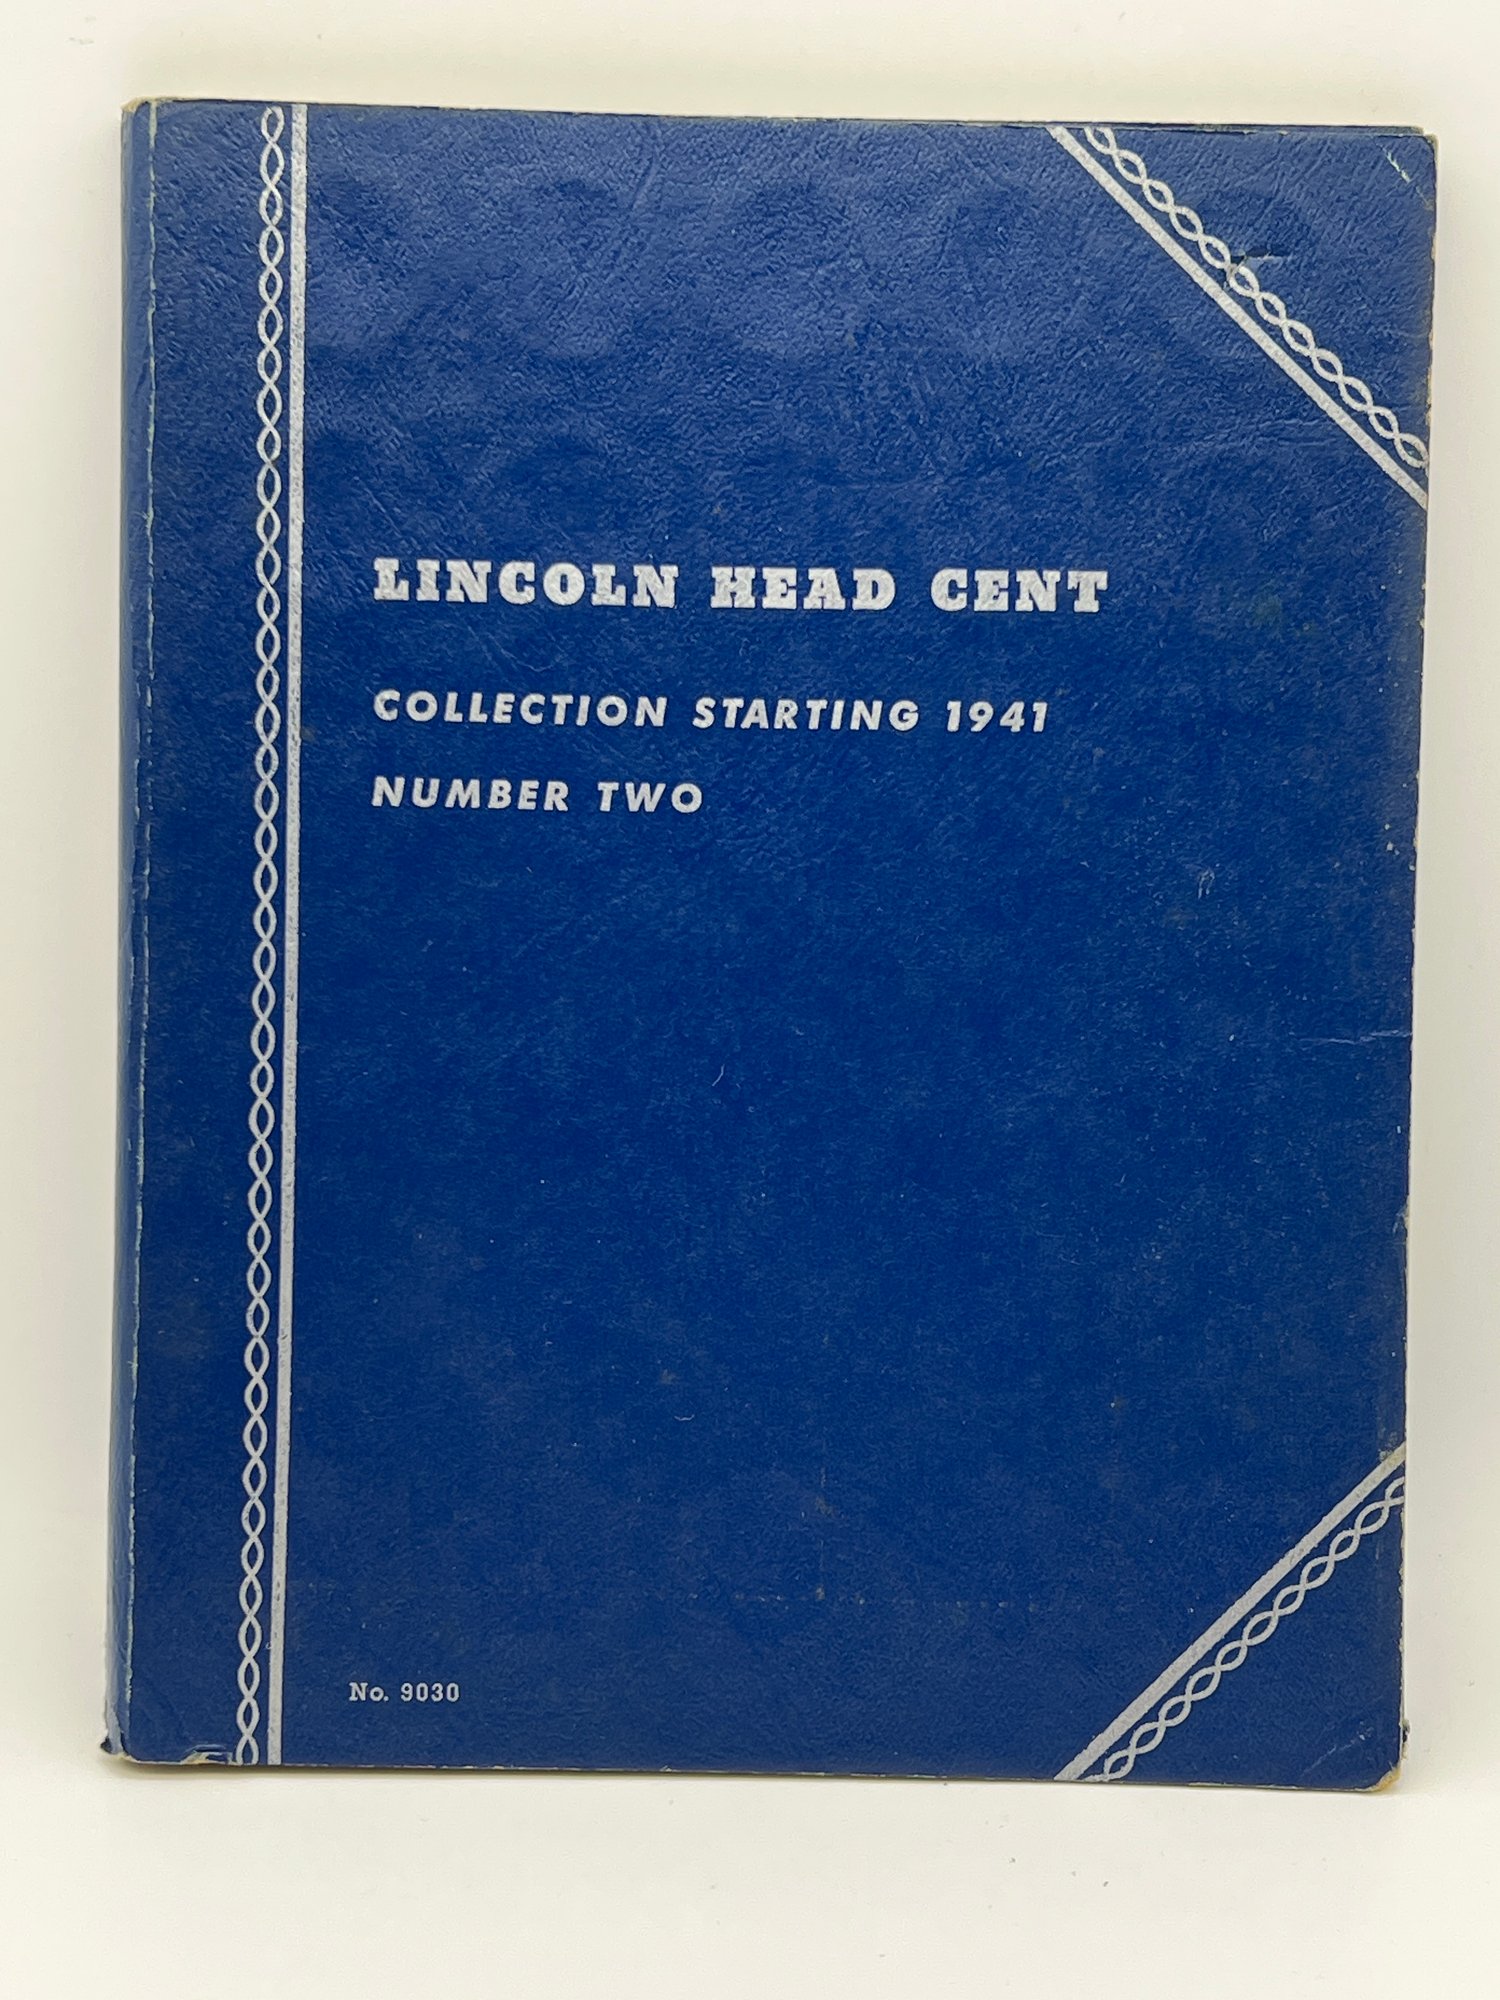 LINCOLN HEAD CENT
COLLECTION STARTING 1941
NUMBER TWO
No. 9030